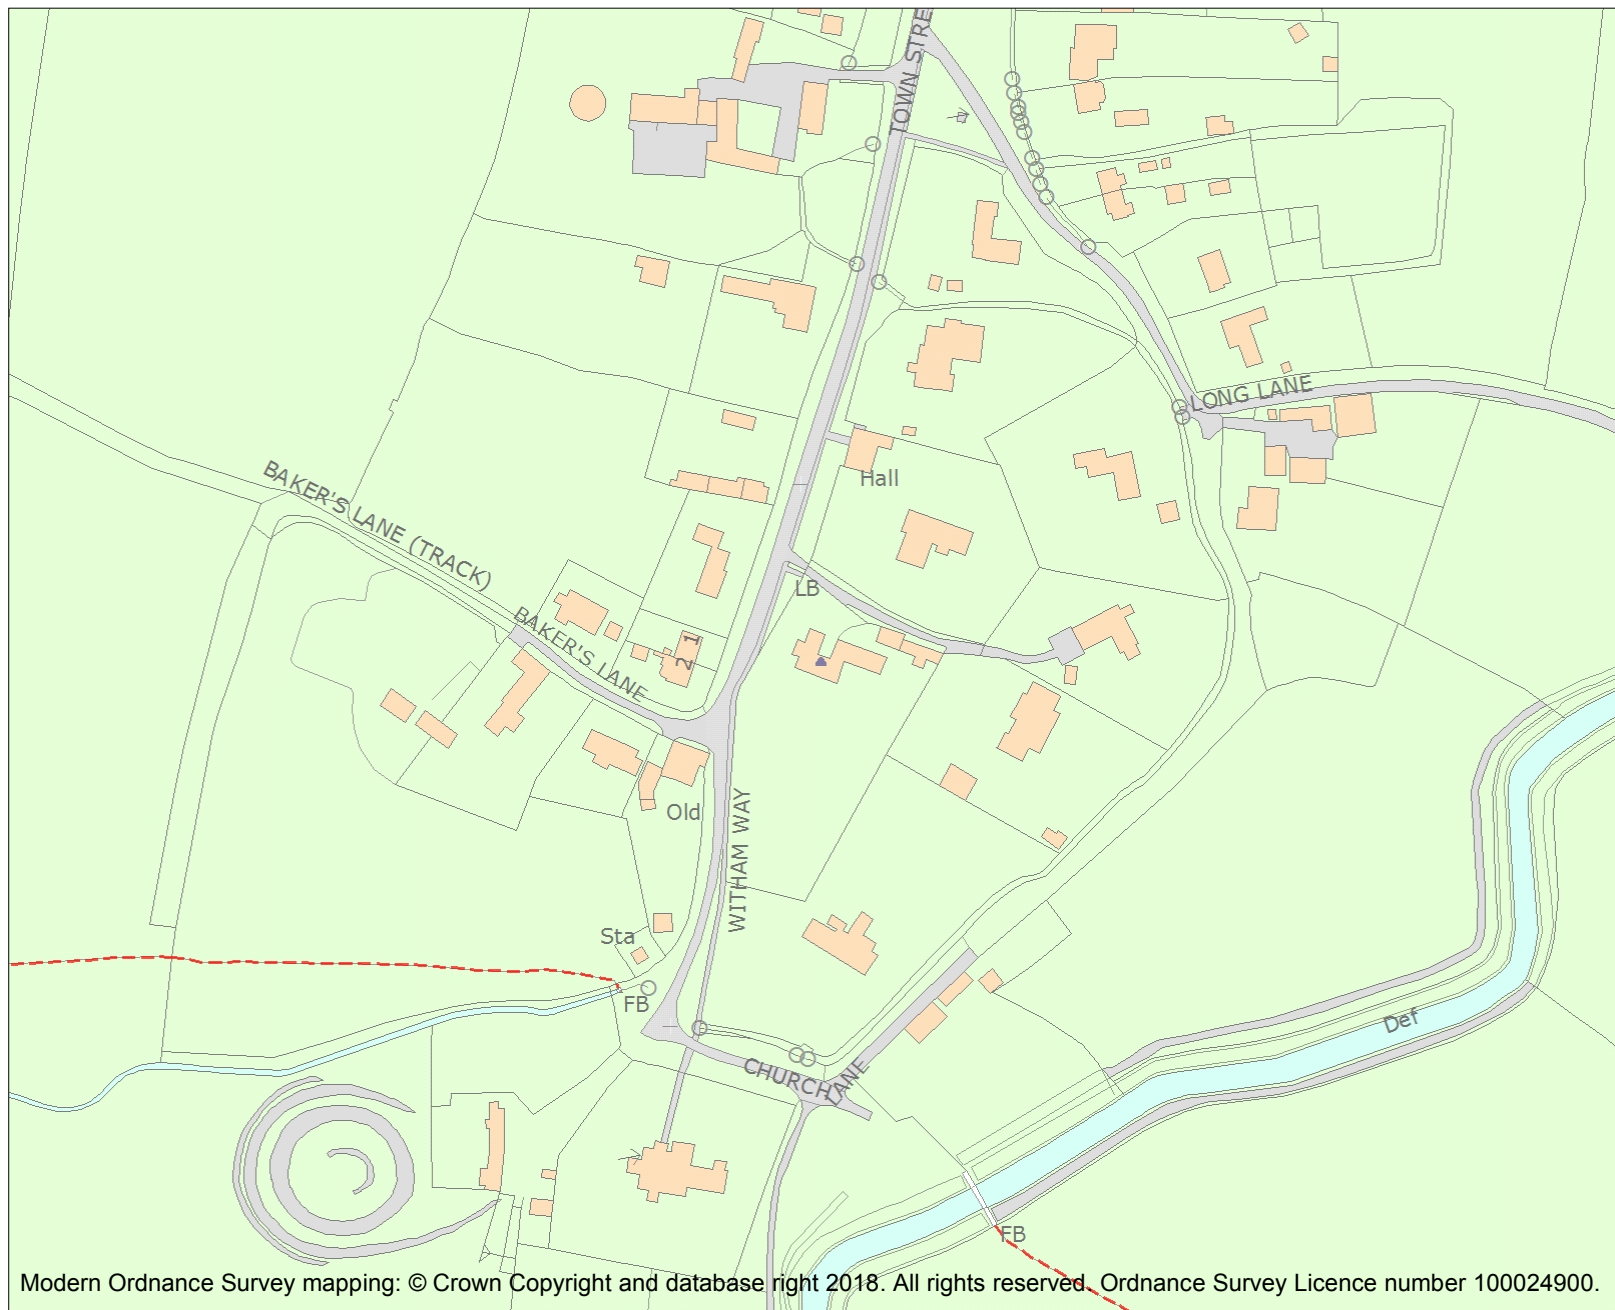 TOWN STRE
LONG LANE
Hall
BAKER'S LANE (TRACK)
LB
BAKER'S LANE
1
2
Old
WITHAM WAY
Sta
FB
Def
CHURCH
LANE
FB
Modern Ordnance Survey mapping: © Crown Copyright and database right 2018. All rights reserved. Ordnance Survey Licence number 100024900.